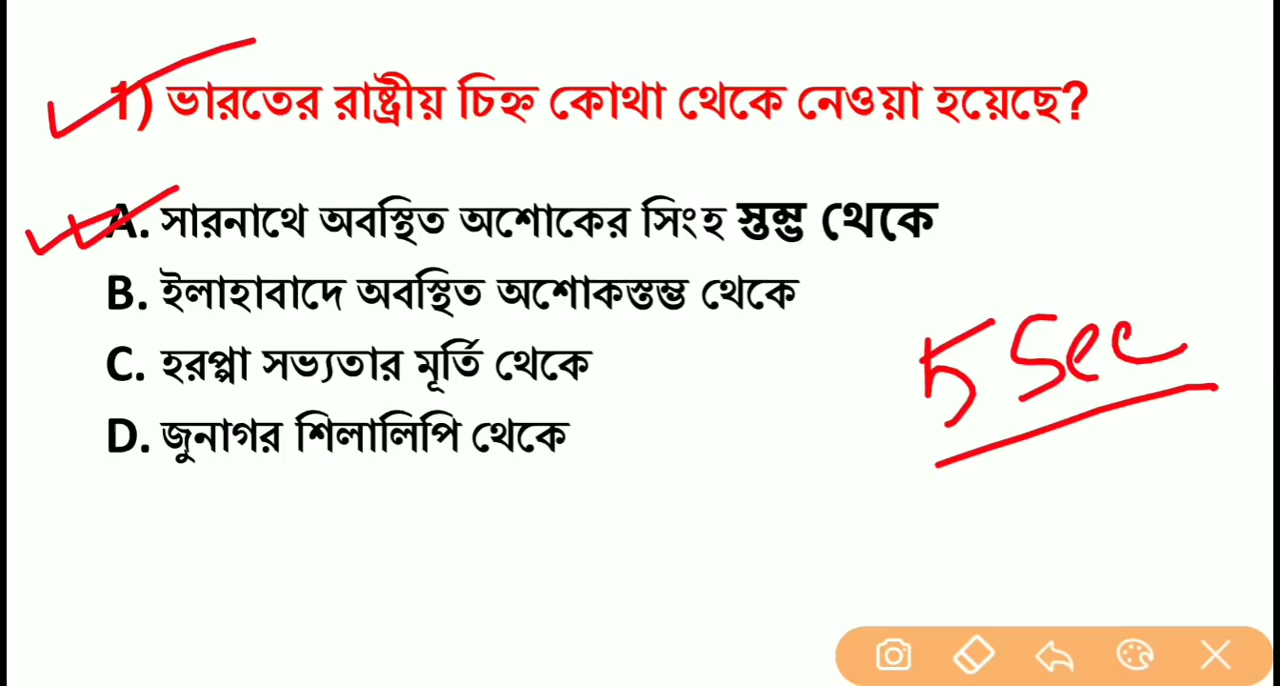 1) ভারতের রাষ্ট্রীয় চিহ্ন কোথা থেকে নেওয়া হয়েছে?
A. সারনাথে অবস্থিত অশোকের সিংহ স্তম্ভ থেকে
B. ইলাহাবাদে অবস্থিত অশোকস্তম্ভ থেকে
C. হরপ্পা সভ্যতার মূর্তি থেকে
D. জুনাগর শিলালিপি থেকে
5 Sec